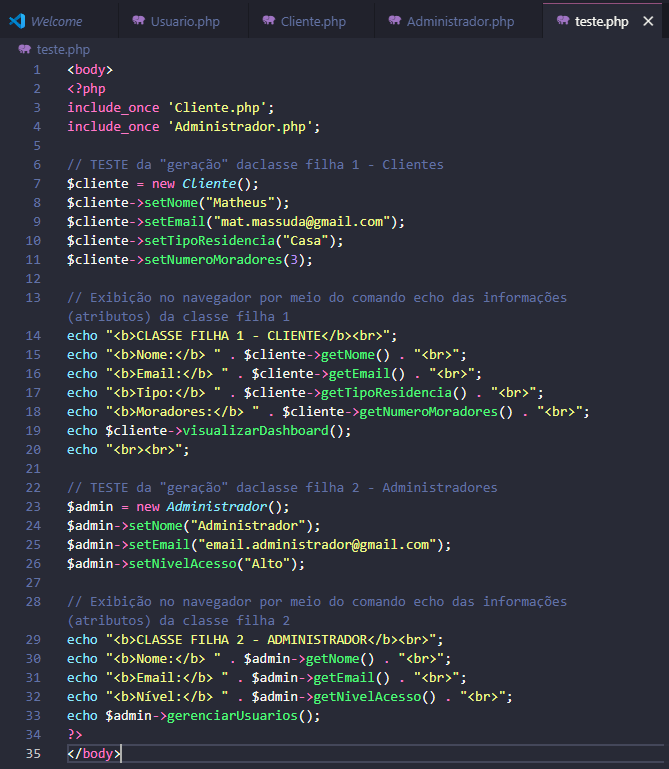 Welcome Usuario.php Cliente.php Administrador.php teste.php
teste.php
1 <body>
2 <?php
3 include_once 'Cliente.php';
4 include_once 'Administrador.php';
5
6 // TESTE da "geração" daclasse filha 1 - Clientes
7 $cliente = new Cliente();
8 $cliente->setNome("Matheus");
9 $cliente->setEmail("mat.massuda@gmail.com");
10 $cliente->setTipoResidencia("Casa");
11 $cliente->setNumeroMoradores(3);
12
13 // Exibição no navegador por meio do comando echo das informações
(atributos) da classe filha 1
14 echo "<b>CLASSE FILHA 1 - CLIENTE</b><br>";
15 echo "<b>Nome:</b> " . $cliente->getNome() . "<br>";
16 echo "<b>Email:</b> " . $cliente->getEmail() . "<br>";
17 echo "<b>Tipo:</b> " . $cliente->getTipoResidencia() . "<br>";
18 echo "<b>Moradores:</b> " . $cliente->getNumeroMoradores() . "<br>";
19 echo $cliente->visualizarDashboard();
20 echo "<br><br>";
21
22 // TESTE da "geração" daclasse filha 2 - Administradores
23 $admin = new Administrador();
24 $admin->setNome("Administrador");
25 $admin->setEmail("email.administrador@gmail.com");
26 $admin->setNivelAcesso("Alto");
27
28 // Exibição no navegador por meio do comando echo das informações
(atributos) da classe filha 2
29 echo "<b>CLASSE FILHA 2 - ADMINISTRADOR</b><br>";
30 echo "<b>Nome:</b> " . $admin->getNome() . "<br>";
31 echo "<b>Email:</b> " . $admin->getEmail() . "<br>";
32 echo "<b>Nível:</b> " . $admin->getNivelAcesso() . "<br>";
33 echo $admin->gerenciarUsuarios();
34 ?>
35 </body>